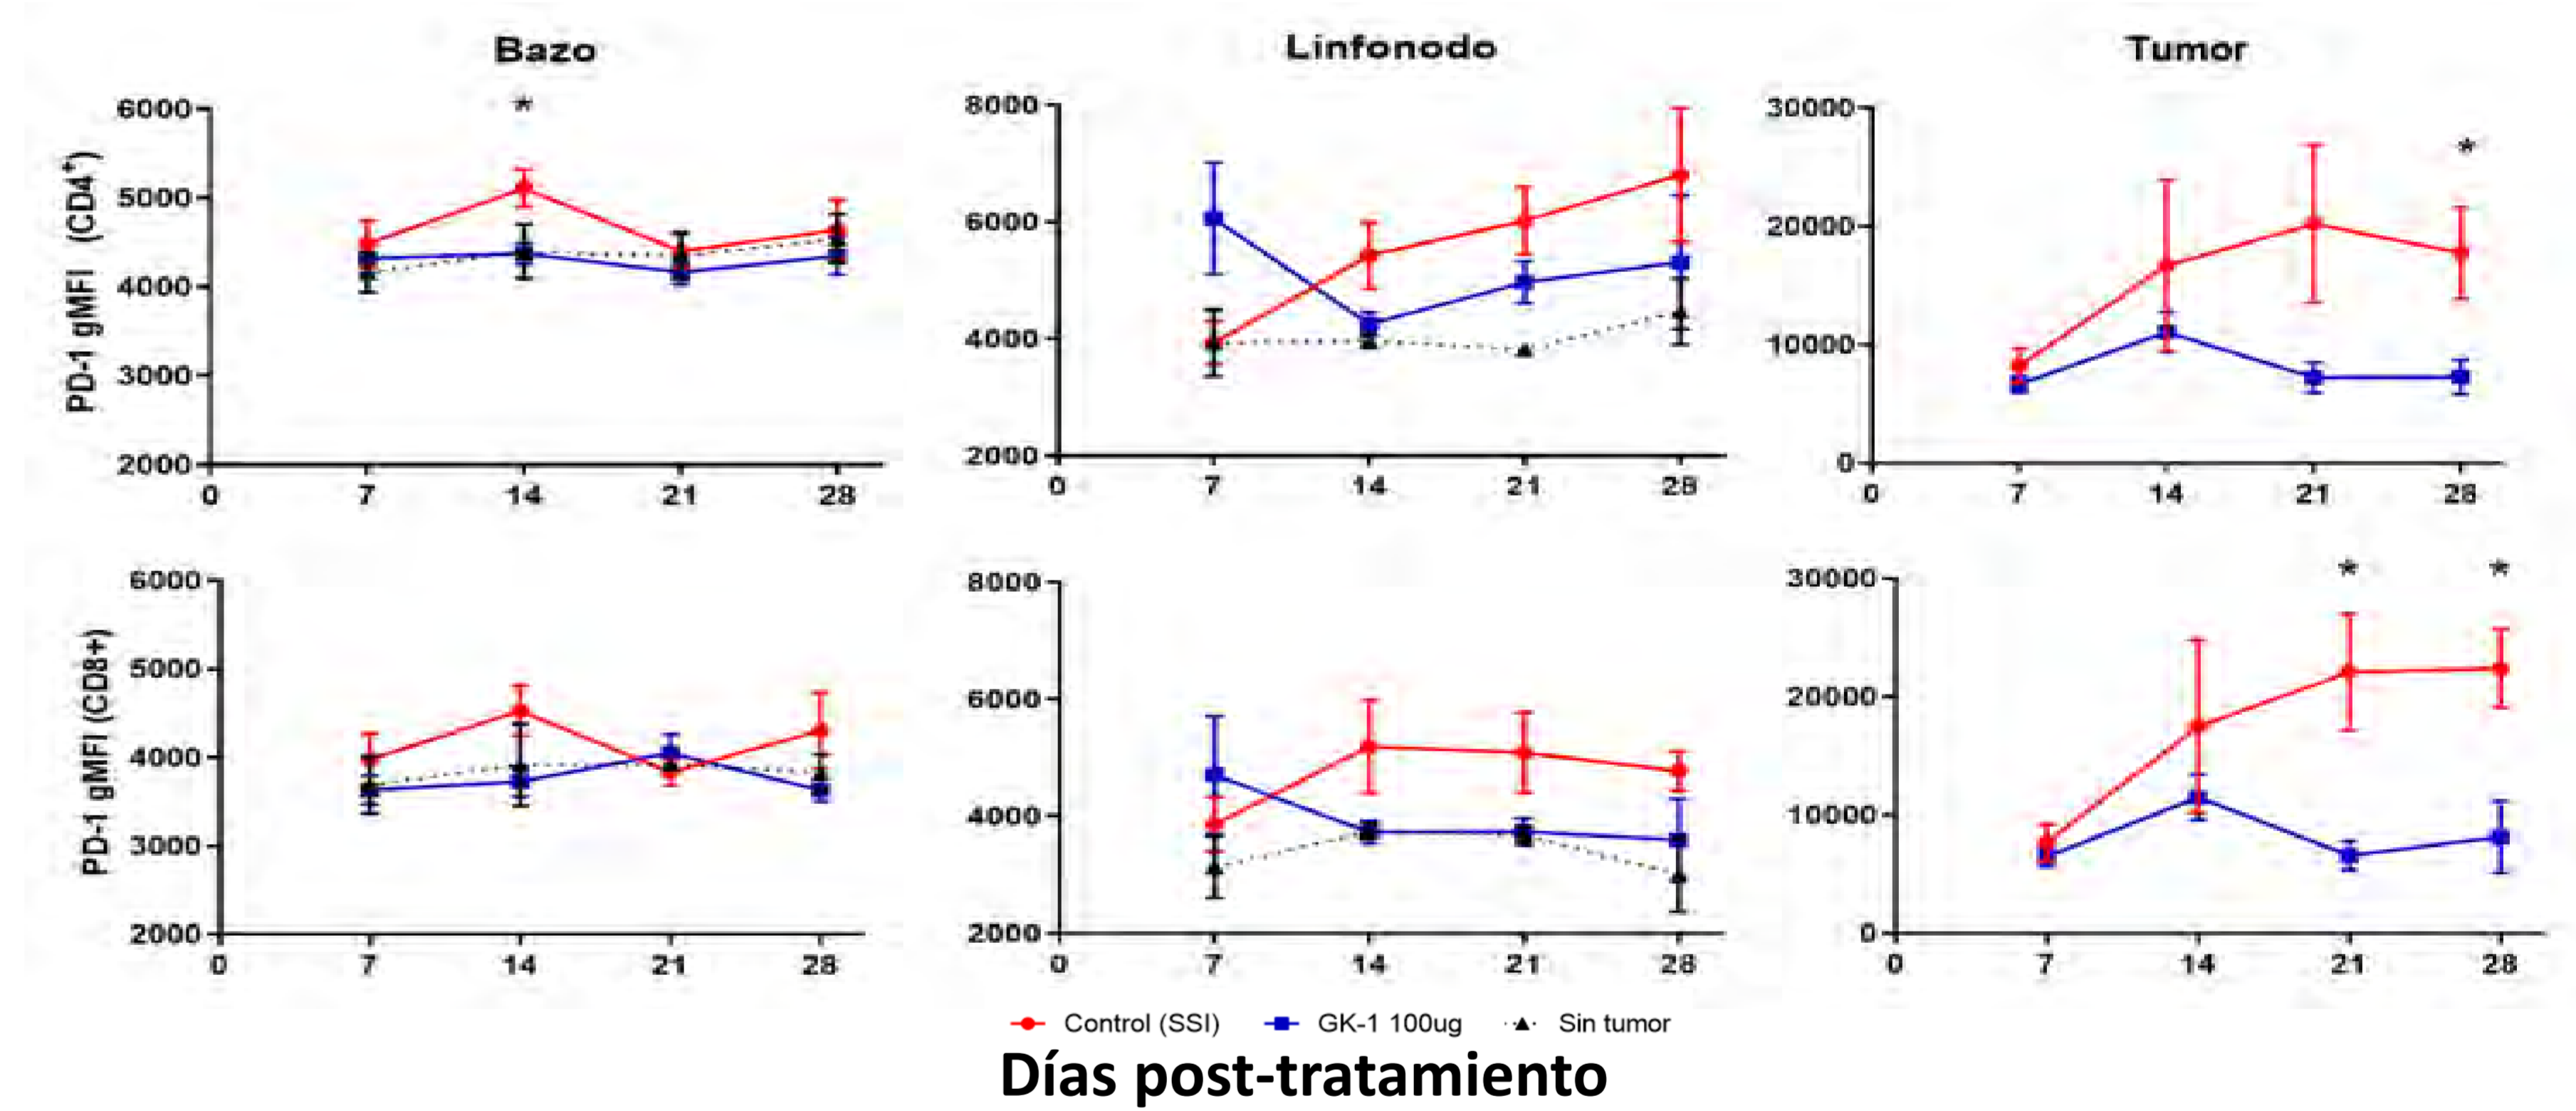 Bazo
Linfonodo
Tumor
PD-1 gMFI (CD4+)
6000
5000
4000
3000
2000
0 7 14 21 28
*
8000
6000
4000
2000
0 7 14 21 28
30000
20000
10000
0
0 7 14 21 28
*
PD-1 gMFI (CD8+)
6000
5000
4000
3000
2000
0 7 14 21 28
8000
6000
4000
2000
0 7 14 21 28
30000
20000
10000
0
0 7 14 21 28
* *
Control (SSI) GK-1 100ug Sin tumor
Días post-tratamiento